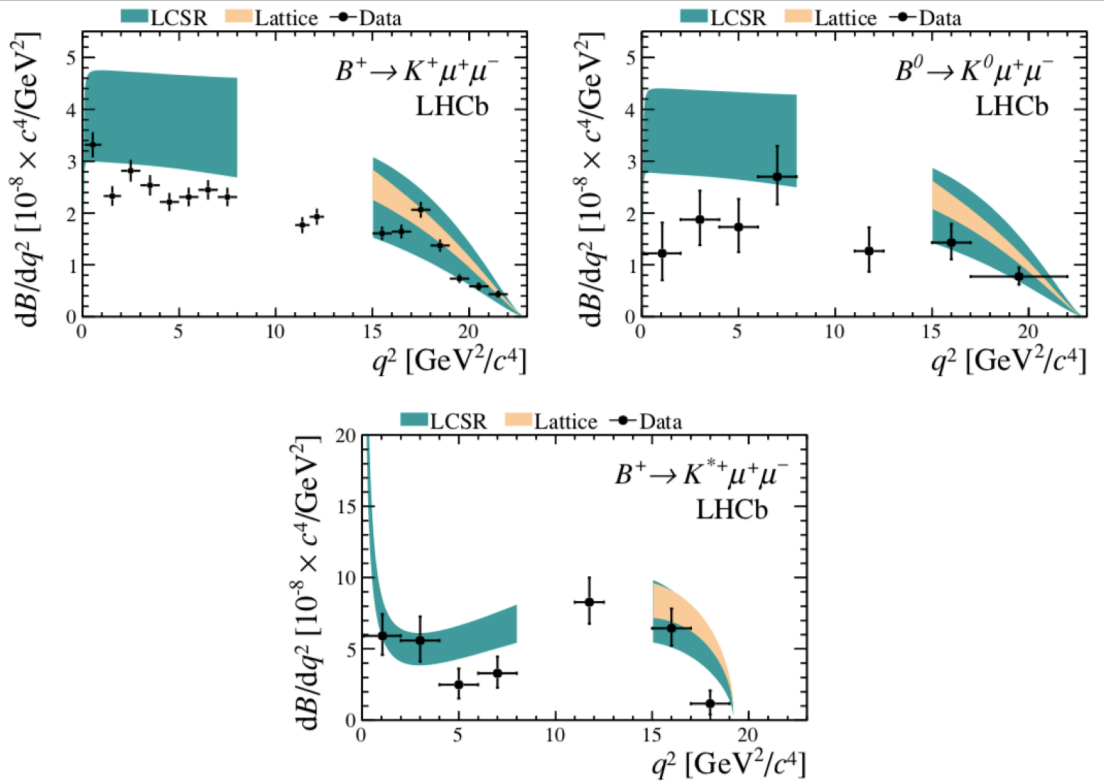 LCSR Lattice Data
dB/dq² [10⁻⁸ × c⁴/GeV²]
5
4
3
2
1
0
B⁺→K⁺μ⁺μ⁻
LHCb
0 5 10 15 20
q² [GeV²/c⁴]
LCSR Lattice Data
dB/dq² [10⁻⁸ × c⁴/GeV²]
5
4
3
2
1
0
B⁰→K⁰μ⁺μ⁻
LHCb
0 5 10 15 20
q² [GeV²/c⁴]
LCSR Lattice Data
dB/dq² [10⁻⁸ × c⁴/GeV²]
20
15
10
5
0
B⁺→K*⁺μ⁺μ⁻
LHCb
0 5 10 15 20
q² [GeV²/c⁴]